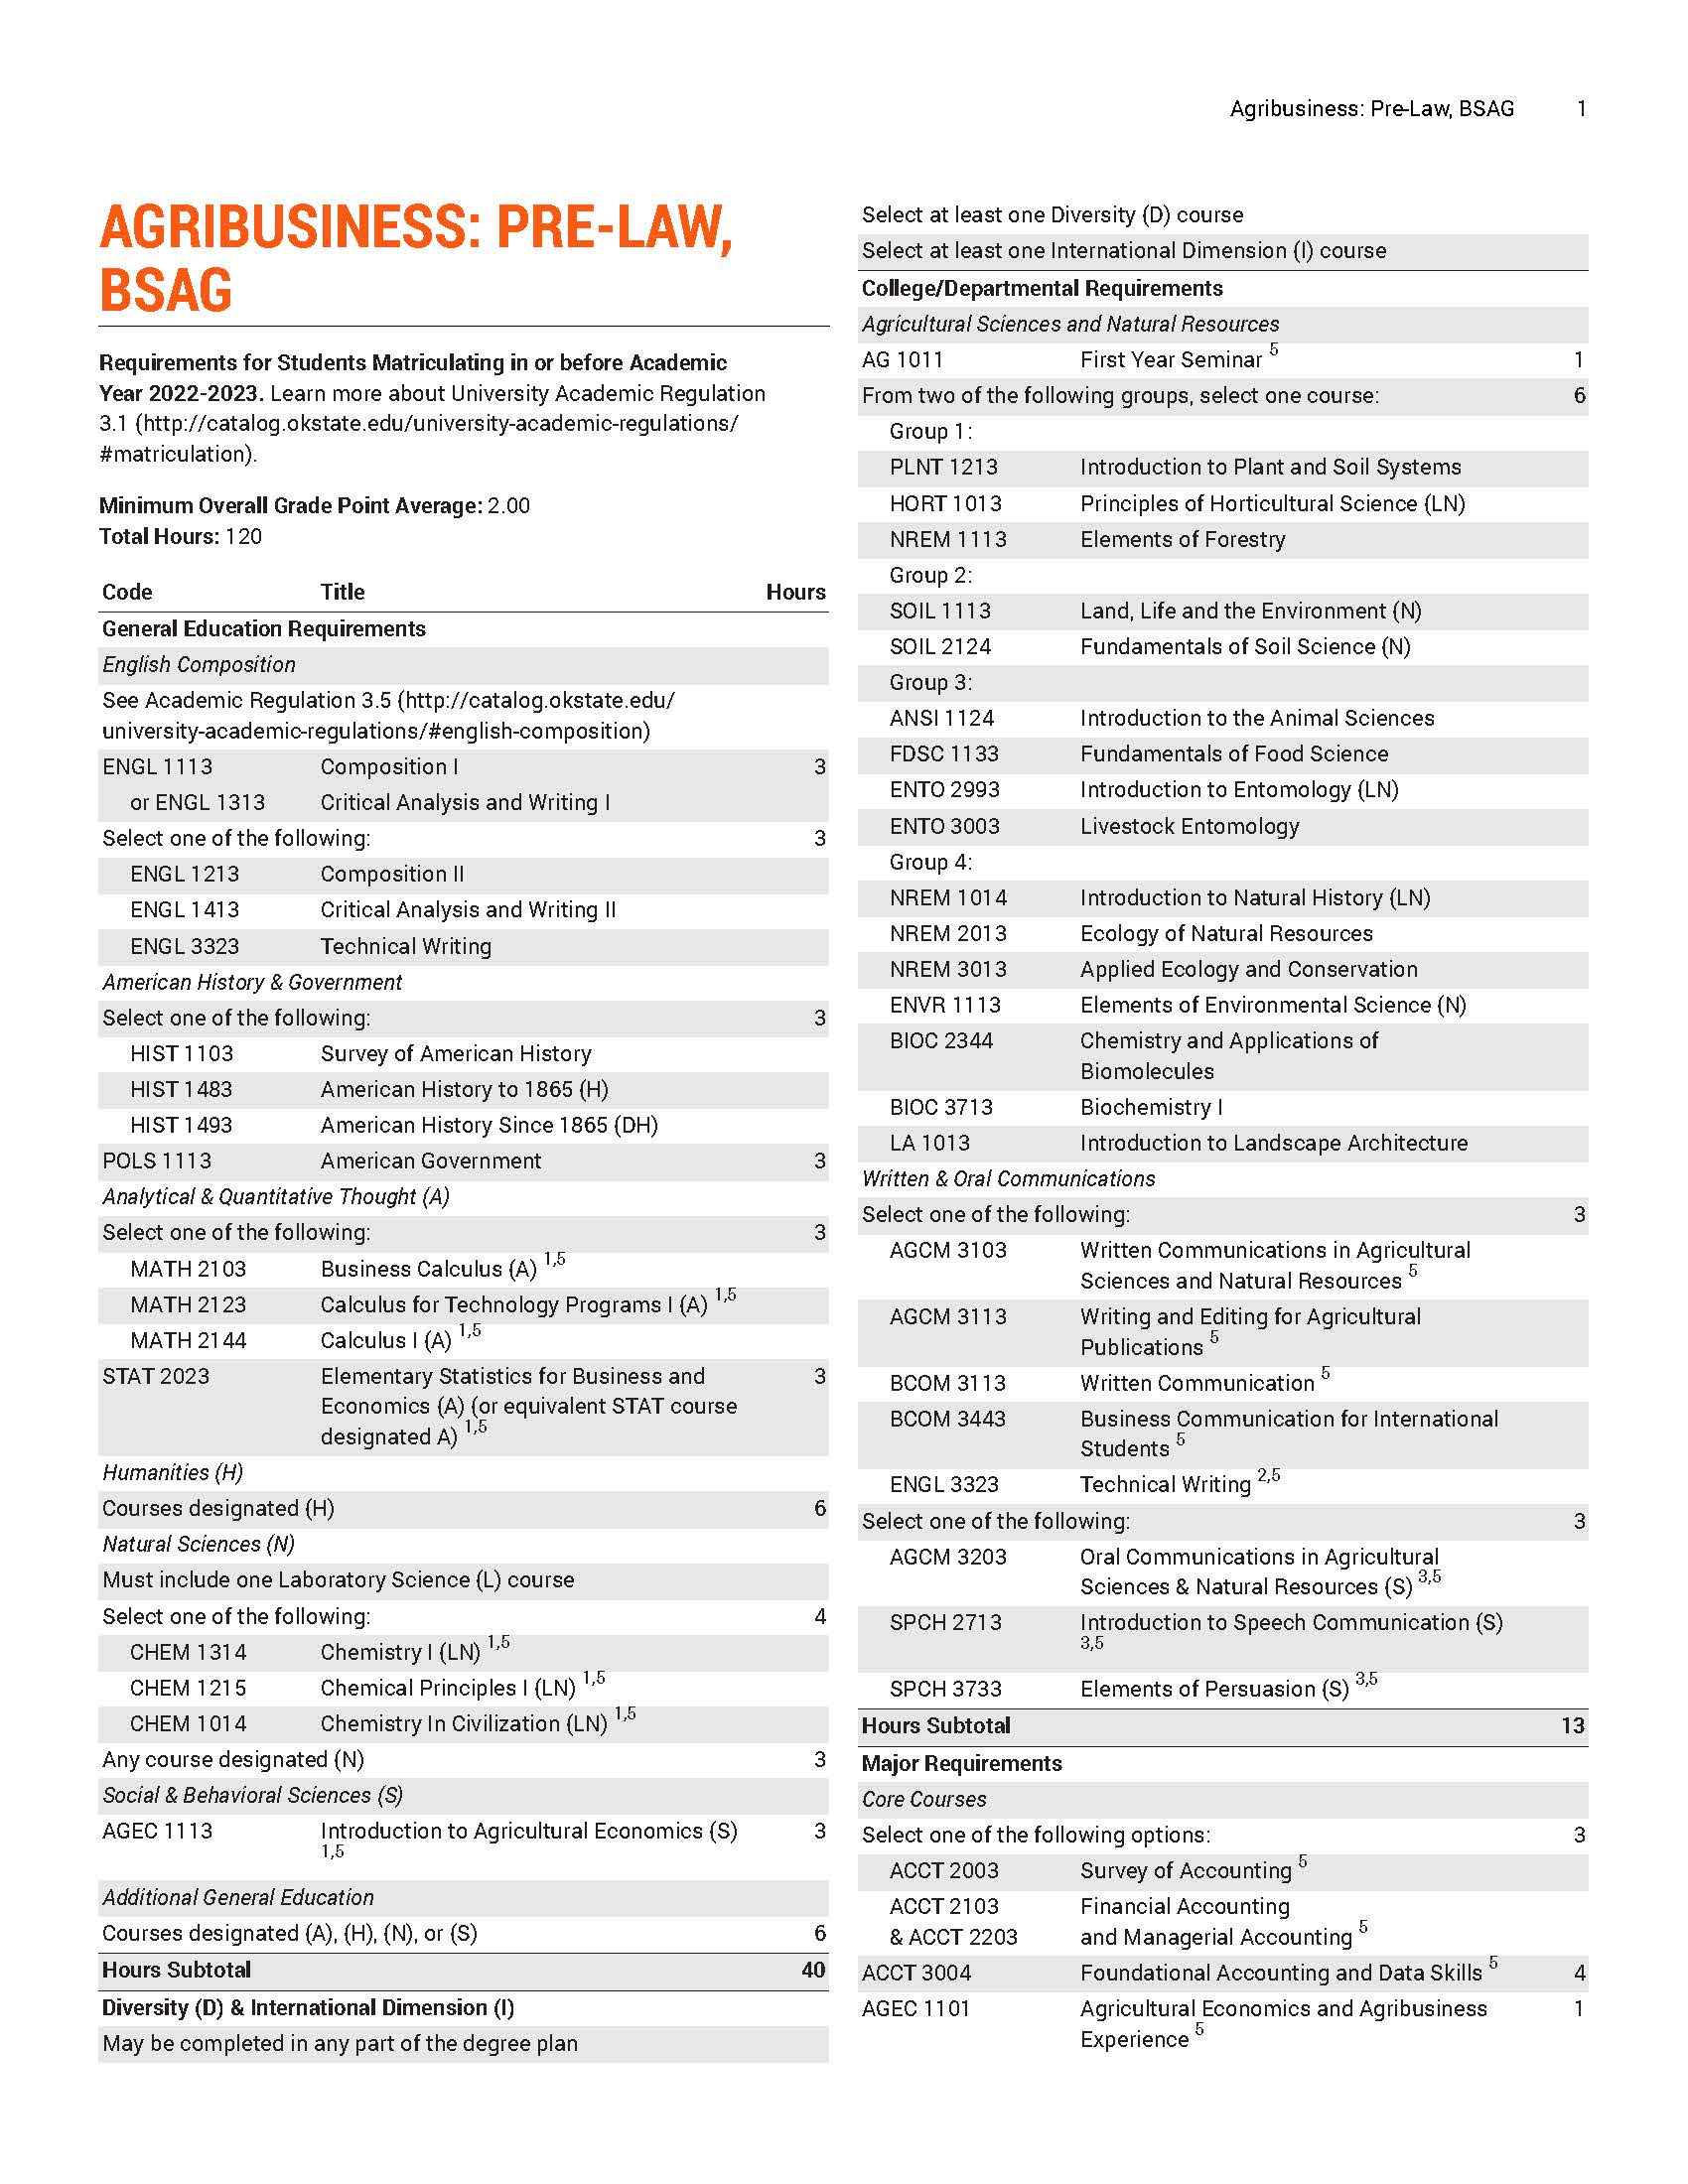 Agribusiness: Pre-Law, BSAG 1
AGRIBUSINESS: PRE-LAW,
BSAG
Requirements for Students Matriculating in or before Academic
Year 2022-2023. Learn more about University Academic Regulation
3.1 (http://catalog.okstate.edu/university-academic-regulations/
#matriculation).
Minimum Overall Grade Point Average: 2.00
Total Hours: 120
Code Title Hours
General Education Requirements
English Composition
See Academic Regulation 3.5 (http://catalog.okstate.edu/
university-academic-regulations/#english-composition)
ENGL 1113 Composition I 3
or ENGL 1313 Critical Analysis and Writing I
Select one of the following: 3
ENGL 1213 Composition II
ENGL 1413 Critical Analysis and Writing II
ENGL 3323 Technical Writing
American History & Government
Select one of the following: 3
HIST 1103 Survey of American History
HIST 1483 American History to 1865 (H)
HIST 1493 American History Since 1865 (DH)
POLS 1113 American Government 3
Analytical & Quantitative Thought (A)
Select one of the following: 3
MATH 2103 Business Calculus (A) 1,5
MATH 2123 Calculus for Technology Programs I (A) 1,5
MATH 2144 Calculus I (A) 1,5
STAT 2023 Elementary Statistics for Business and 3
Economics (A) (or equivalent STAT course
designated A) 1,5
Humanities (H)
Courses designated (H) 6
Natural Sciences (N)
Must include one Laboratory Science (L) course
Select one of the following: 4
CHEM 1314 Chemistry I (LN) 1,5
CHEM 1215 Chemical Principles I (LN) 1,5
CHEM 1014 Chemistry In Civilization (LN) 1,5
Any course designated (N) 3
Social & Behavioral Sciences (S)
AGEC 1113 Introduction to Agricultural Economics (S) 3
1,5
Additional General Education
Courses designated (A), (H), (N), or (S) 6
Hours Subtotal 40
Diversity (D) & International Dimension (I)
May be completed in any part of the degree plan
Select at least one Diversity (D) course
Select at least one International Dimension (I) course
College/Departmental Requirements
Agricultural Sciences and Natural Resources
AG 1011 First Year Seminar 5 1
From two of the following groups, select one course: 6
Group 1:
PLNT 1213 Introduction to Plant and Soil Systems
HORT 1013 Principles of Horticultural Science (LN)
NREM 1113 Elements of Forestry
Group 2:
SOIL 1113 Land, Life and the Environment (N)
SOIL 2124 Fundamentals of Soil Science (N)
Group 3:
ANSI 1124 Introduction to the Animal Sciences
FDSC 1133 Fundamentals of Food Science
ENTO 2993 Introduction to Entomology (LN)
ENTO 3003 Livestock Entomology
Group 4:
NREM 1014 Introduction to Natural History (LN)
NREM 2013 Ecology of Natural Resources
NREM 3013 Applied Ecology and Conservation
ENVR 1113 Elements of Environmental Science (N)
BIOC 2344 Chemistry and Applications of
Biomolecules
BIOC 3713 Biochemistry I
LA 1013 Introduction to Landscape Architecture
Written & Oral Communications
Select one of the following: 3
AGCM 3103 Written Communications in Agricultural
Sciences and Natural Resources 5
AGCM 3113 Writing and Editing for Agricultural
Publications 5
BCOM 3113 Written Communication 5
BCOM 3443 Business Communication for International
Students 5
ENGL 3323 Technical Writing 2,5
Select one of the following: 3
AGCM 3203 Oral Communications in Agricultural
Sciences & Natural Resources (S) 3,5
SPCH 2713 Introduction to Speech Communication (S)
3,5
SPCH 3733 Elements of Persuasion (S) 3,5
Hours Subtotal 13
Major Requirements
Core Courses
Select one of the following options: 3
ACCT 2003 Survey of Accounting 5
ACCT 2103 Financial Accounting
& ACCT 2203 and Managerial Accounting 5
ACCT 3004 Foundational Accounting and Data Skills 5 4
AGEC 1101 Agricultural Economics and Agribusiness 1
Experience 5